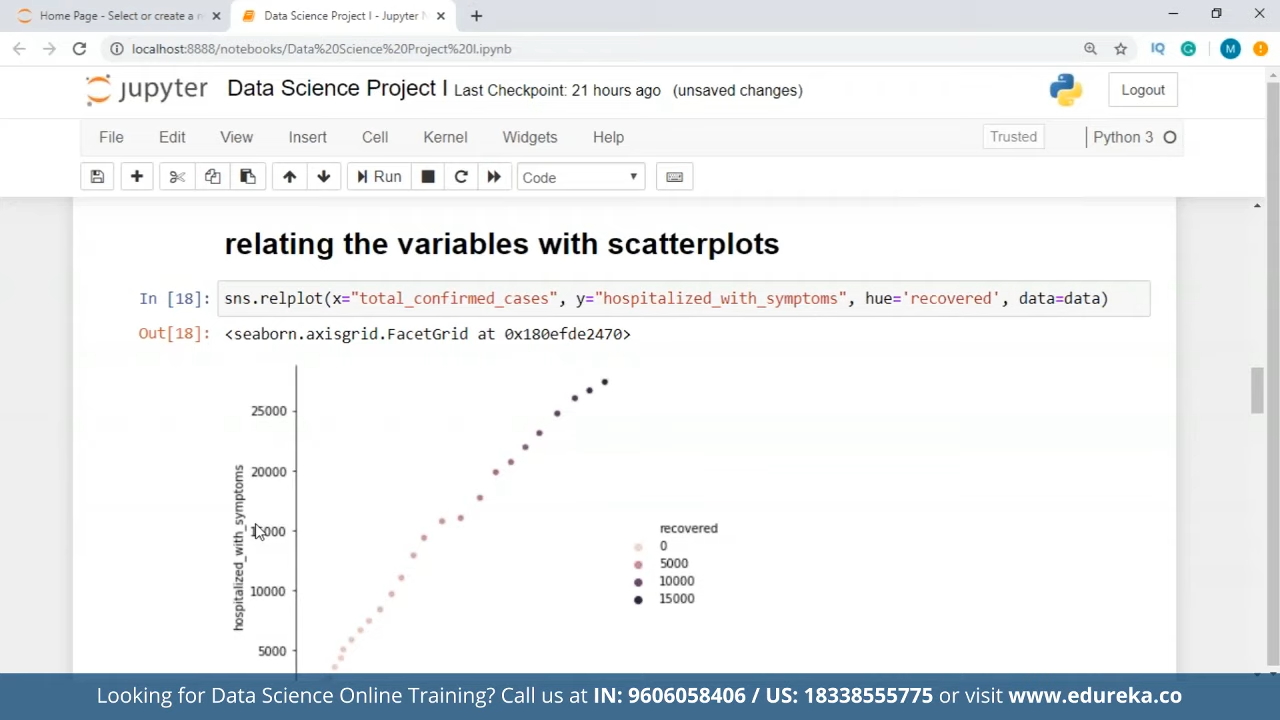 Home Page - Select or create a n
Data Science Project I - Jupyter N
localhost:8888/notebooks/Data%20Science%20Project%20I.ipynb
IQ
M
jupyter
Data Science Project I
Last Checkpoint: 21 hours ago (unsaved changes)
Logout
File Edit View Insert Cell Kernel Widgets Help
Trusted
Python 3
Run
Code
relating the variables with scatterplots
In [18]: sns.relplot(x="total_confirmed_cases", y="hospitalized_with_symptoms", hue='recovered', data=data)
Out[18]: <seaborn.axisgrid.FacetGrid at 0x180efde2470>
25000
20000
15000
10000
5000
hospitalized_with_symptoms
recovered
0
5000
10000
15000
Looking for Data Science Online Training? Call us at IN: 9606058406 / US: 18338555775 or visit www.edureka.co